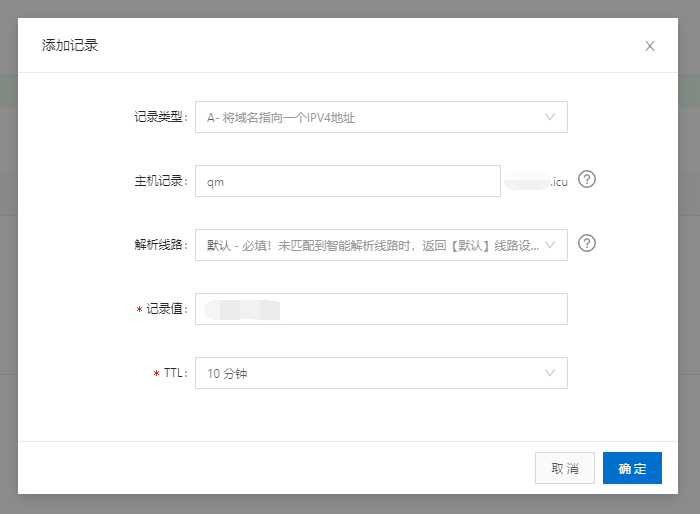 添加记录
记录类型:
A- 将域名指向一个IPV4地址
主机记录:
qm
.icu
解析线路:
默认 - 必填！未匹配到智能解析线路时，返回【默认】线路设...
* 记录值:
* TTL:
10 分钟
取 消
确 定